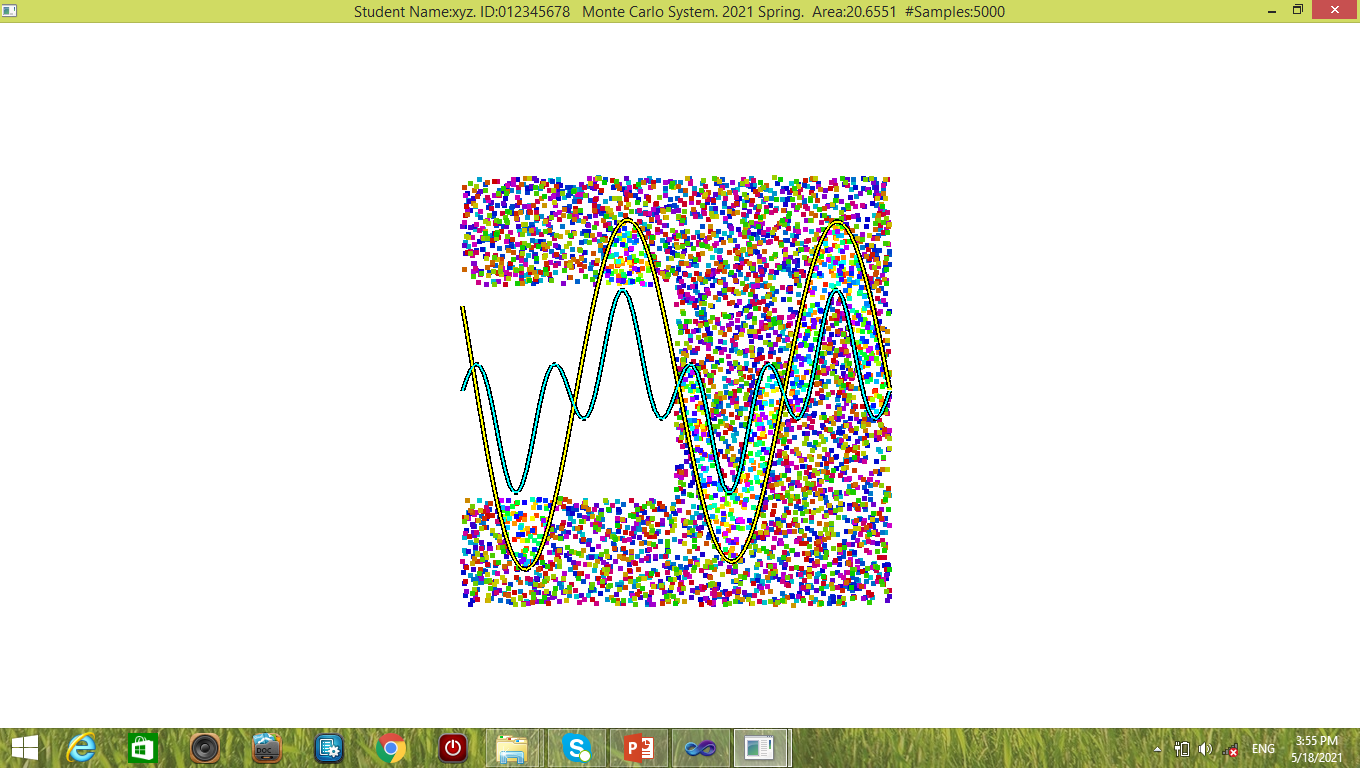 Student Name:xyz. ID:012345678   Monte Carlo System. 2021 Spring.  Area:20.6551  #Samples:5000
DOC
ENG
3:55 PM
5/18/2021